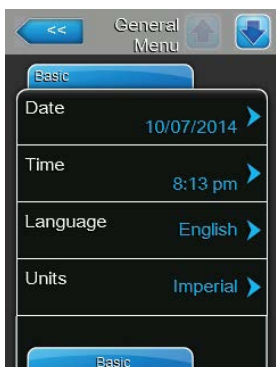 <<
General
Menu
Basic
Date
10/07/2014
Time
8:13 pm
Language
English
Units
Imperial
Basic